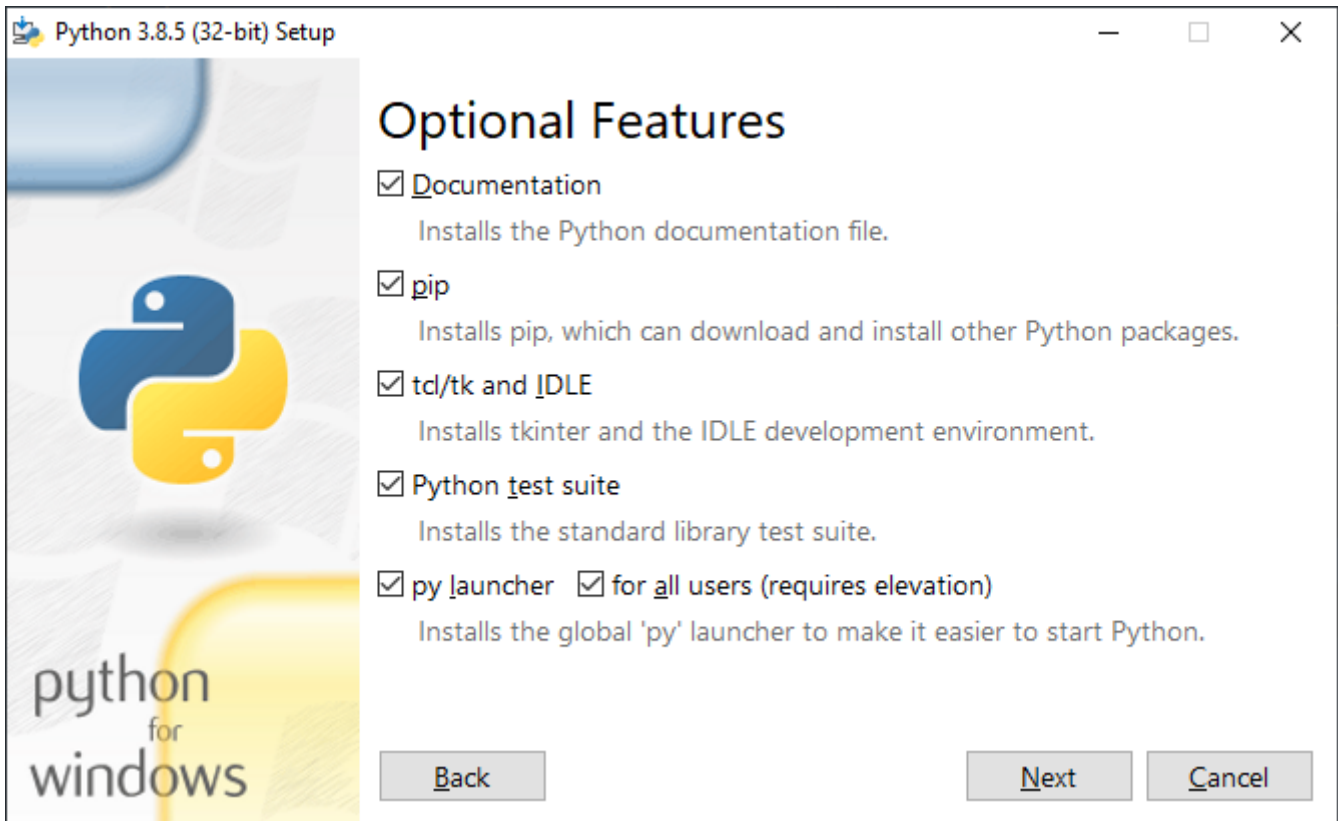 Python 3.8.5 (32-bit) Setup
Optional Features
Documentation
Installs the Python documentation file.
pip
Installs pip, which can download and install other Python packages.
tcl/tk and IDLE
Installs tkinter and the IDLE development environment.
Python test suite
Installs the standard library test suite.
py launcher for all users (requires elevation)
Installs the global 'py' launcher to make it easier to start Python.
python
for
windows
Back Next Cancel